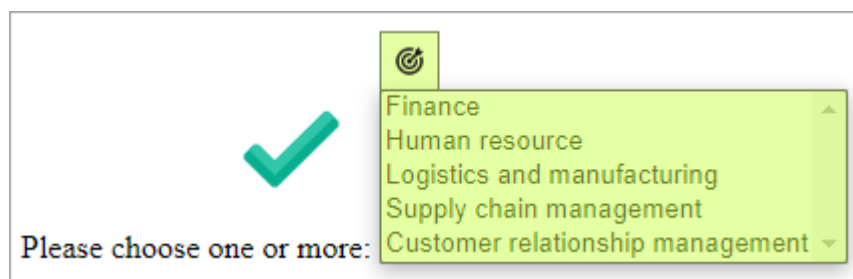 Finance
Human resource
Logistics and manufacturing
Supply chain management
Please choose one or more: Customer relationship management